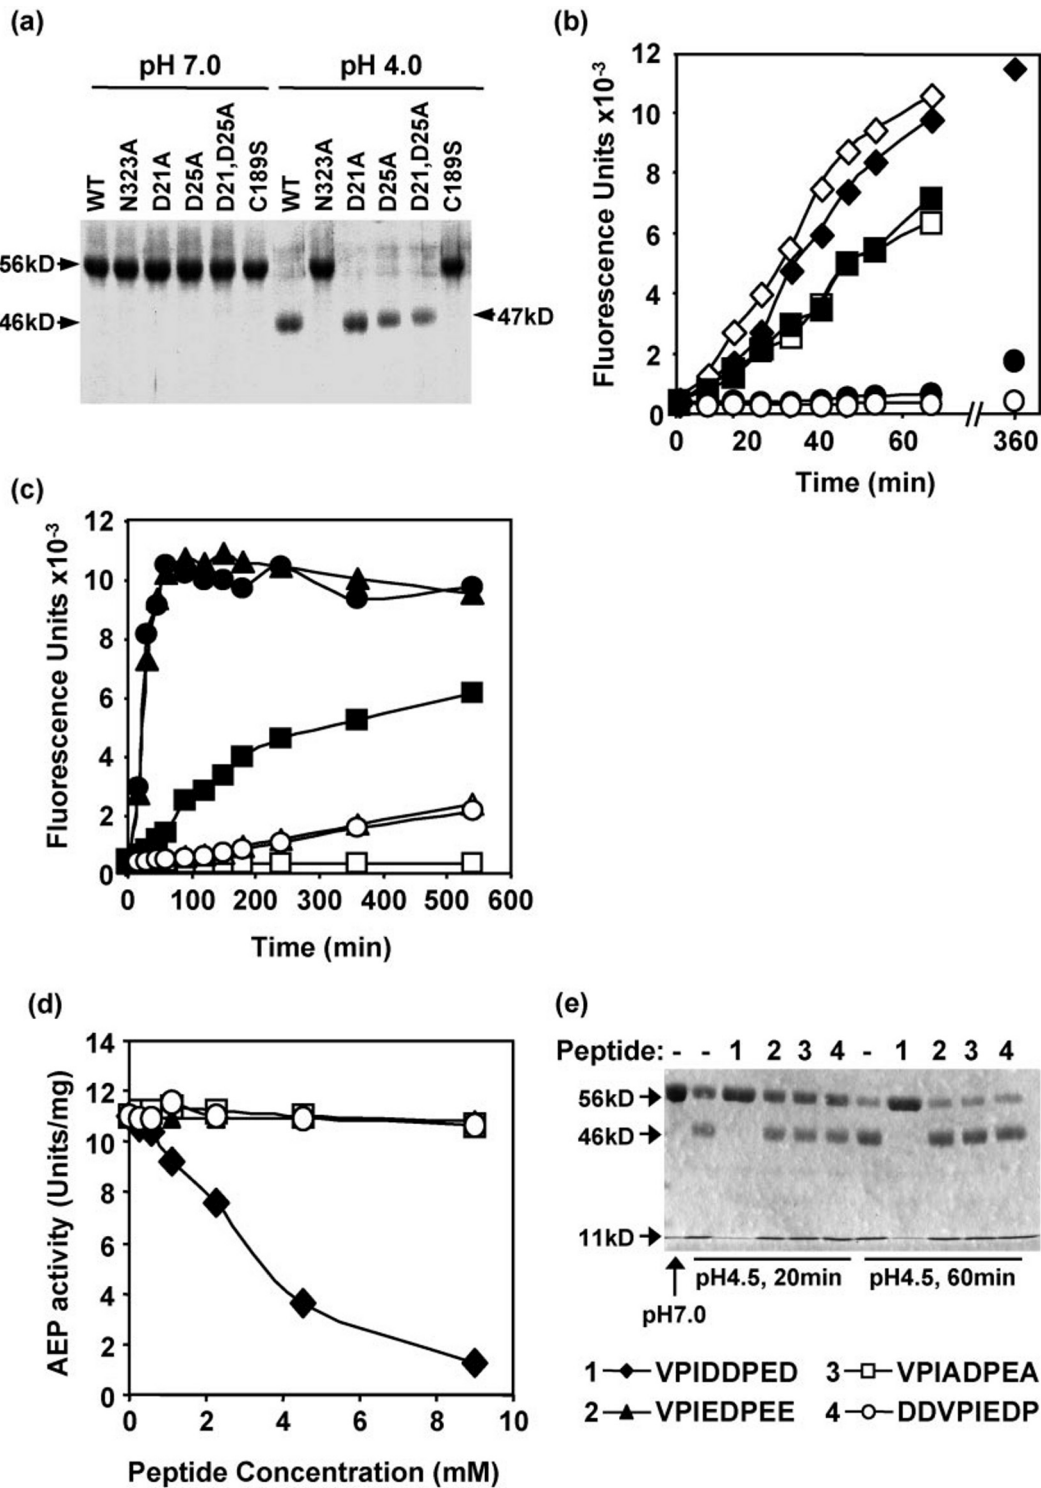 (a)
pH 7.0 pH 4.0
WT N323A D21A D25A D21,D25A C189S WT N323A D21A D25A D21,D25A C189S
56kD
46kD
47kD
(b)
Fluorescence Units x10-3
12
10
8
6
4
2
0
0 20 40 60 360
Time (min)
(c)
Fluorescence Units x10-3
12
10
8
6
4
2
0
0 100 200 300 400 500 600
Time (min)
(d)
AEP activity (Units/mg)
14
12
10
8
6
4
2
0
0 2 4 6 8 10
Peptide Concentration (mM)
(e)
Peptide: - - 1 2 3 4 - 1 2 3 4
56kD
46kD
11kD
pH4.5, 20min pH4.5, 60min
pH7.0
1 VPIDDPED 3 VPIADPEA
2 VPIEDPEE 4 DDVPIEDP